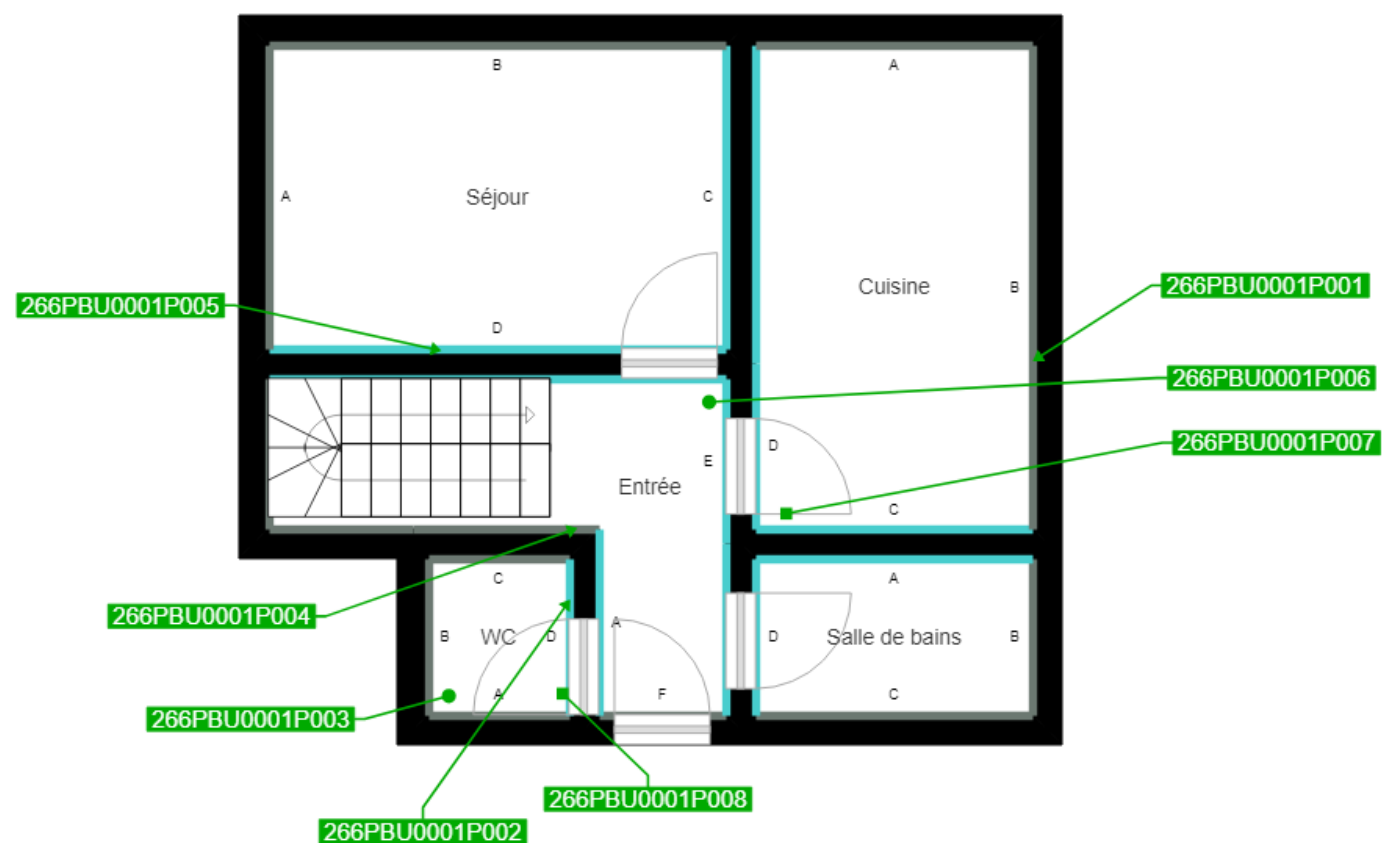 B
A
A
Séjour
C
Cuisine
B
266PBU0001P001
266PBU0001P005
D
266PBU0001P006
D
266PBU0001P007
E
Entrée
C
C
A
266PBU0001P004
A
B
WC
D
D
Salle de bains
B
A
F
C
266PBU0001P003
266PBU0001P008
266PBU0001P002